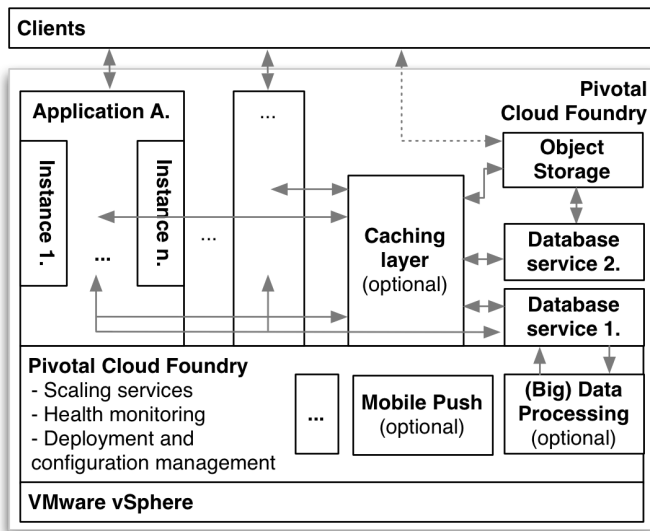 Clients
Pivotal
Cloud Foundry
Application A.
Instance 1.
...
Instance n.
...
...
Caching
layer
(optional)
Object
Storage
Database
service 2.
Database
service 1.
Pivotal Cloud Foundry
- Scaling services
- Health monitoring
- Deployment and
configuration management
...
Mobile Push
(optional)
(Big) Data
Processing
(optional)
VMware vSphere